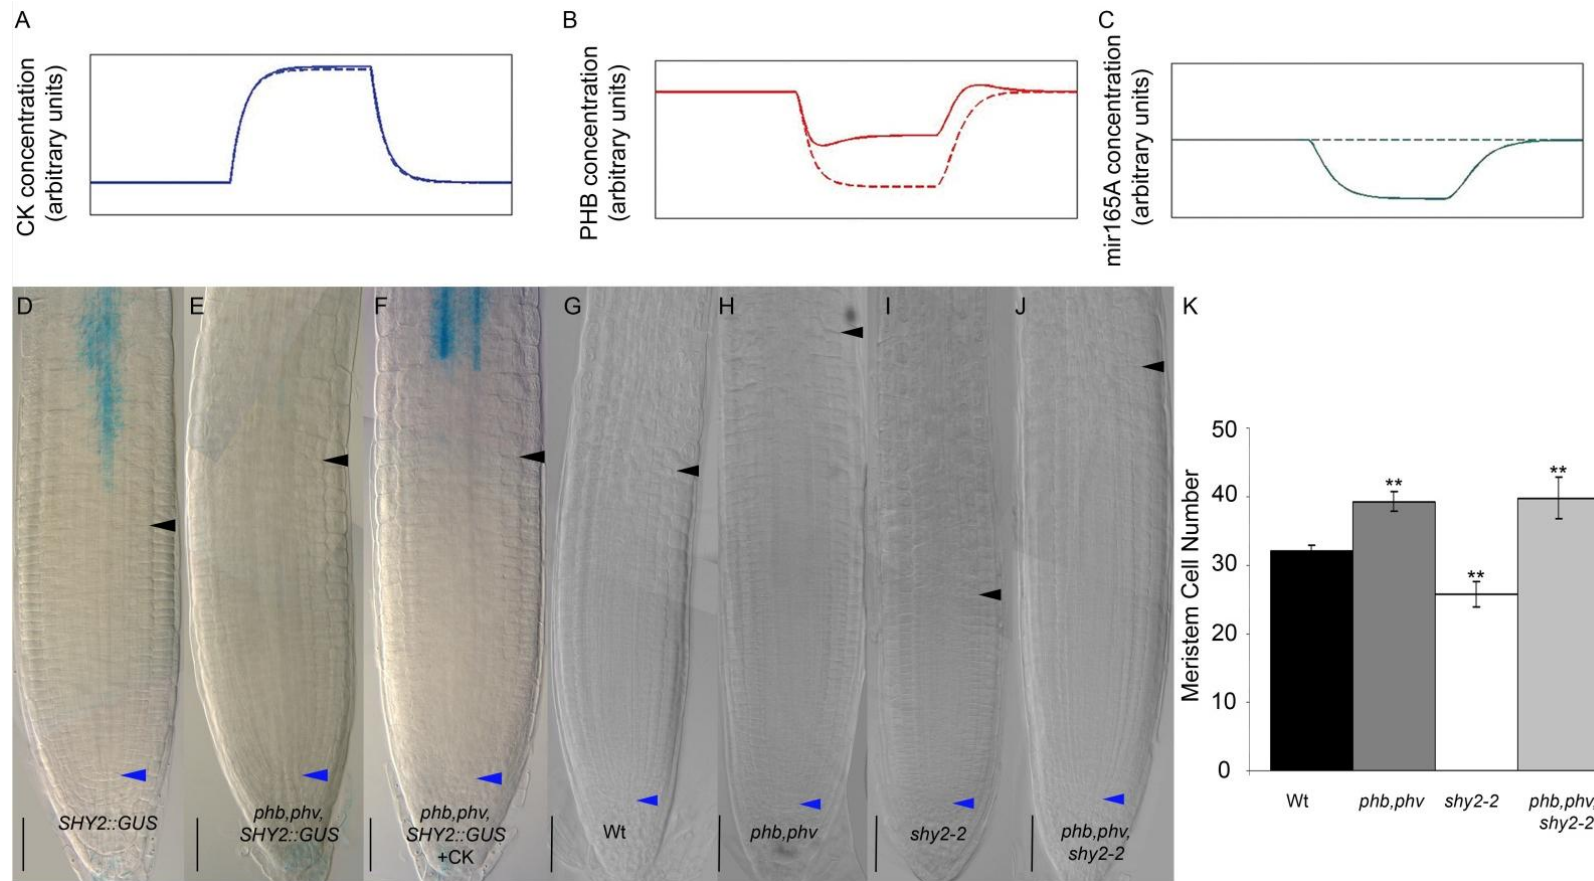 A
B
C
CK concentration
(arbitrary units)
PHB concentration
(arbitrary units)
mir165A concentration
(arbitrary units)
D
E
F
G
H
I
J
K
SHY2::GUS
phb,phv,
SHY2::GUS
phb,phv,
SHY2::GUS
+CK
Wt
phb,phv
shy2-2
phb,phv,
shy2-2
Meristem Cell Number
50
40
30
20
10
0
**
**
**
Wt
phb,phv
shy2-2
phb,phv,
shy2-2